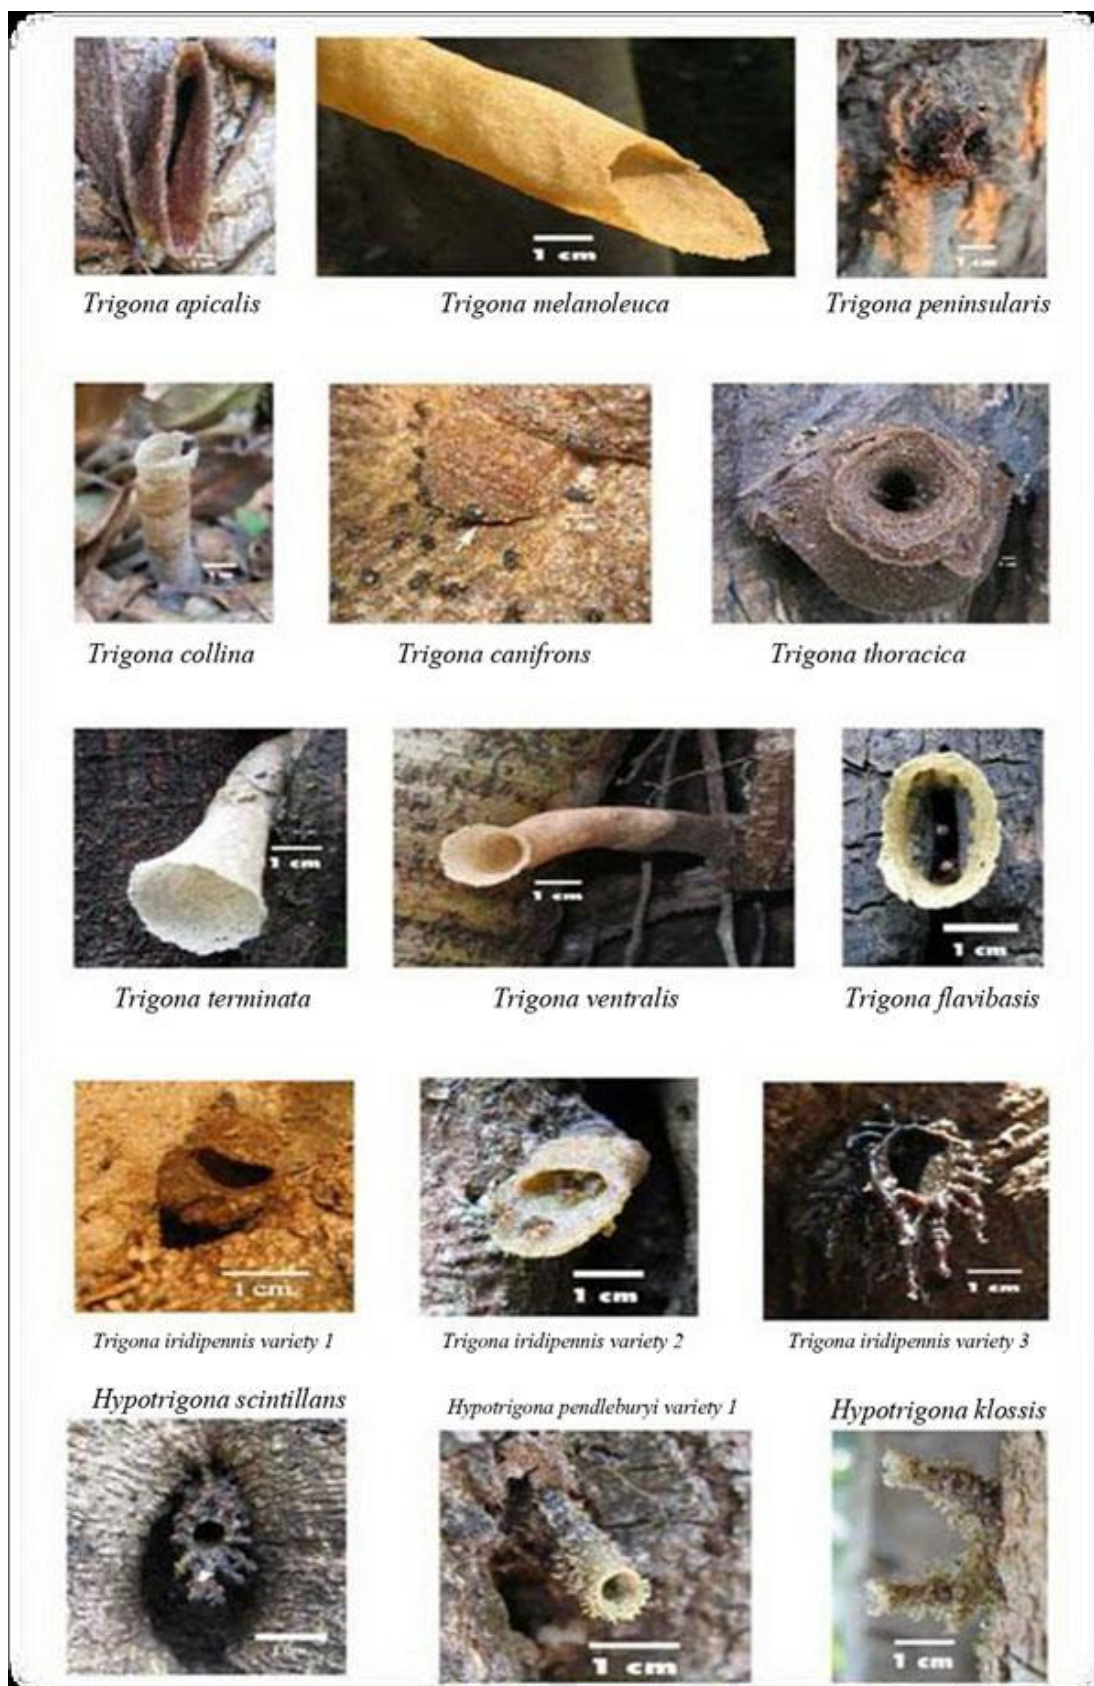 Trigona apicalis
Trigona melanoleuca
Trigona peninsularis
Trigona collina
Trigona canifrons
Trigona thoracica
Trigona terminata
Trigona ventralis
Trigona flavibasis
Trigona iridipennis variety 1
Trigona iridipennis variety 2
Trigona iridipennis variety 3
Hypotrigona scintillans
Hypotrigona pendleburyi variety 1
Hypotrigona klossis
1 cm
1 cm
1 cm
1 cm
1 cm
1 cm.
1 cm
1 cm
1 cm
1 cm